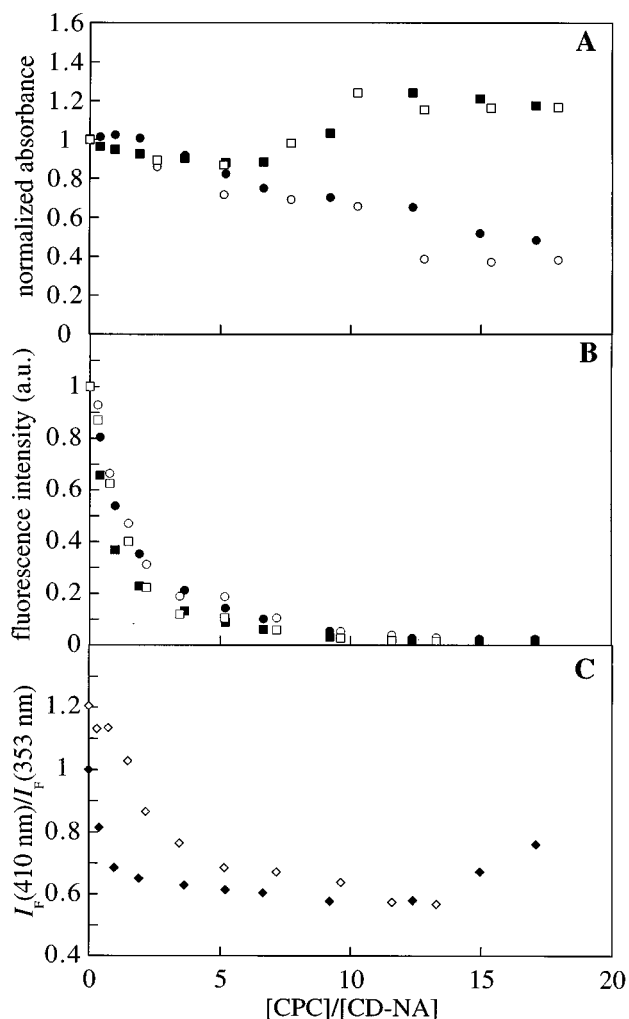 1.6
A
1.4
1.2
1
0.8
0.6
0.4
0.2
0
normalized absorbance
B
1
0.8
0.6
0.4
0.2
0
fluorescence intensity (a.u.)
C
1.2
1
0.8
0.6
0.4
I_F(410 nm)/I_F(353 nm)
0 5 10 15 20
[CPC]/[CD-NA]